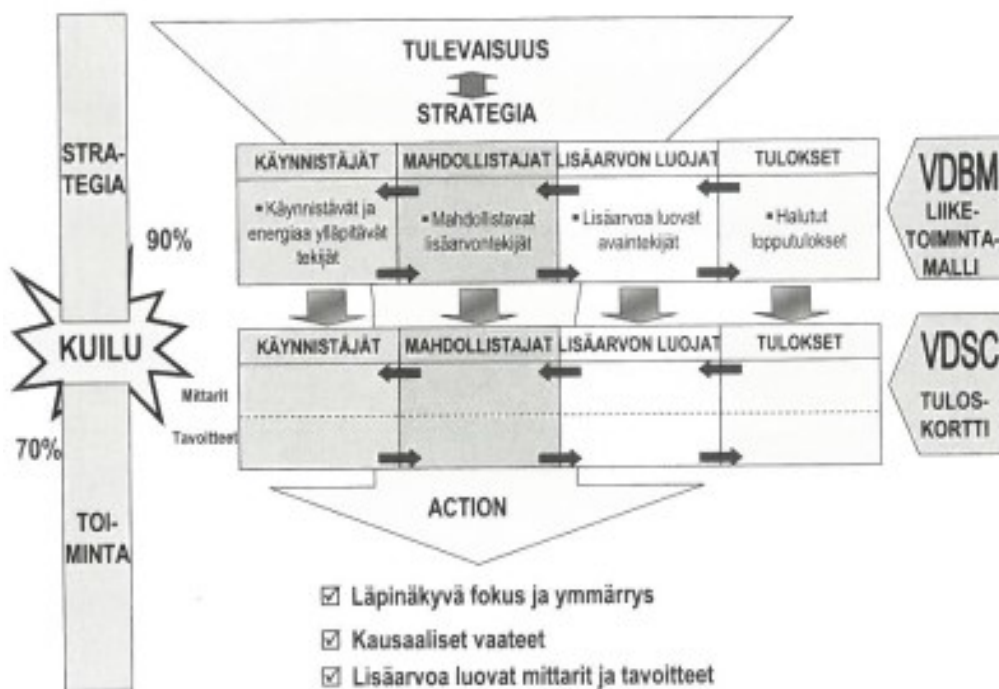 TULEVAISUUS
STRATEGIA
STRA-
TEGIA
90%
KUILU
70%
TOI-
MINTA
KÄYNNISTÄJÄT MAHDOLLISTAJAT LISÄARVON LUOJAT TULOKSET
▪ Käynnistävät ja
energiaa ylläpitävät
tekijät
▪ Mahdollistavat
lisäarvontekijät
▪ Lisäarvoa luovat
avaintekijät
▪ Halutut
lopputulokset
VDBM
LIIKE-
TOIMINTA-
MALLI
KÄYNNISTÄJÄT MAHDOLLISTAJAT LISÄARVON LUOJAT TULOKSET
Mittarit
Tavoitteet
VDSC
TULOS-
KORTTI
ACTION
☑ Läpinäkyvä fokus ja ymmärrys
☑ Kausaaliset vaateet
☑ Lisäarvoa luovat mittarit ja tavoitteet